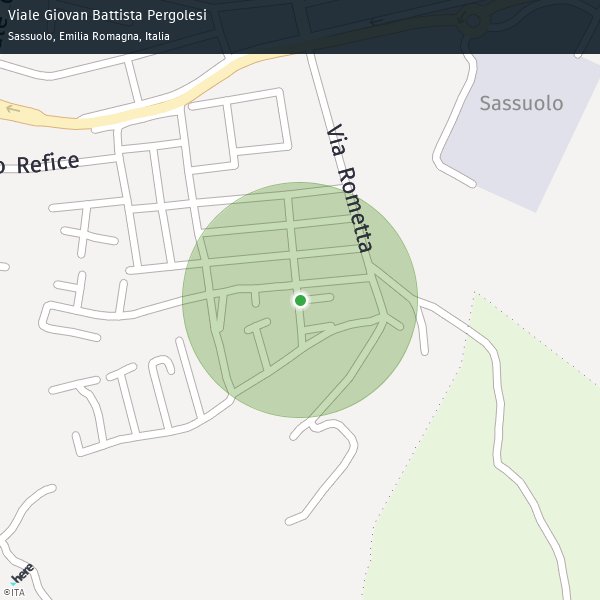 Viale Giovan Battista Pergolesi
Sassuolo, Emilia Romagna, Italia
Sassuolo
Via Rometta
o Refice
here
©ITA